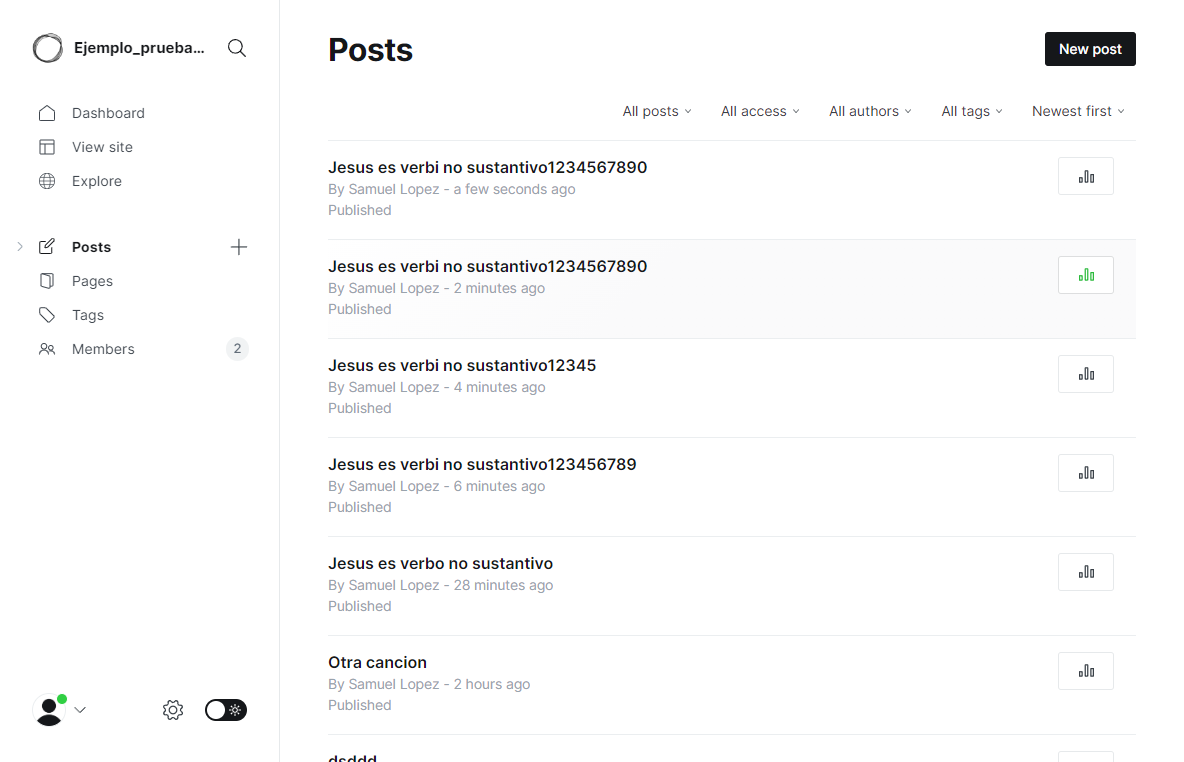 Ejemplo_prueba...
Dashboard
View site
Explore
Posts
Pages
Tags
Members 2
Posts
New post
All posts All access All authors All tags Newest first
Jesus es verbi no sustantivo1234567890
By Samuel Lopez - a few seconds ago
Published
Jesus es verbi no sustantivo1234567890
By Samuel Lopez - 2 minutes ago
Published
Jesus es verbi no sustantivo12345
By Samuel Lopez - 4 minutes ago
Published
Jesus es verbi no sustantivo123456789
By Samuel Lopez - 6 minutes ago
Published
Jesus es verbo no sustantivo
By Samuel Lopez - 28 minutes ago
Published
Otra cancion
By Samuel Lopez - 2 hours ago
Published
dsddd